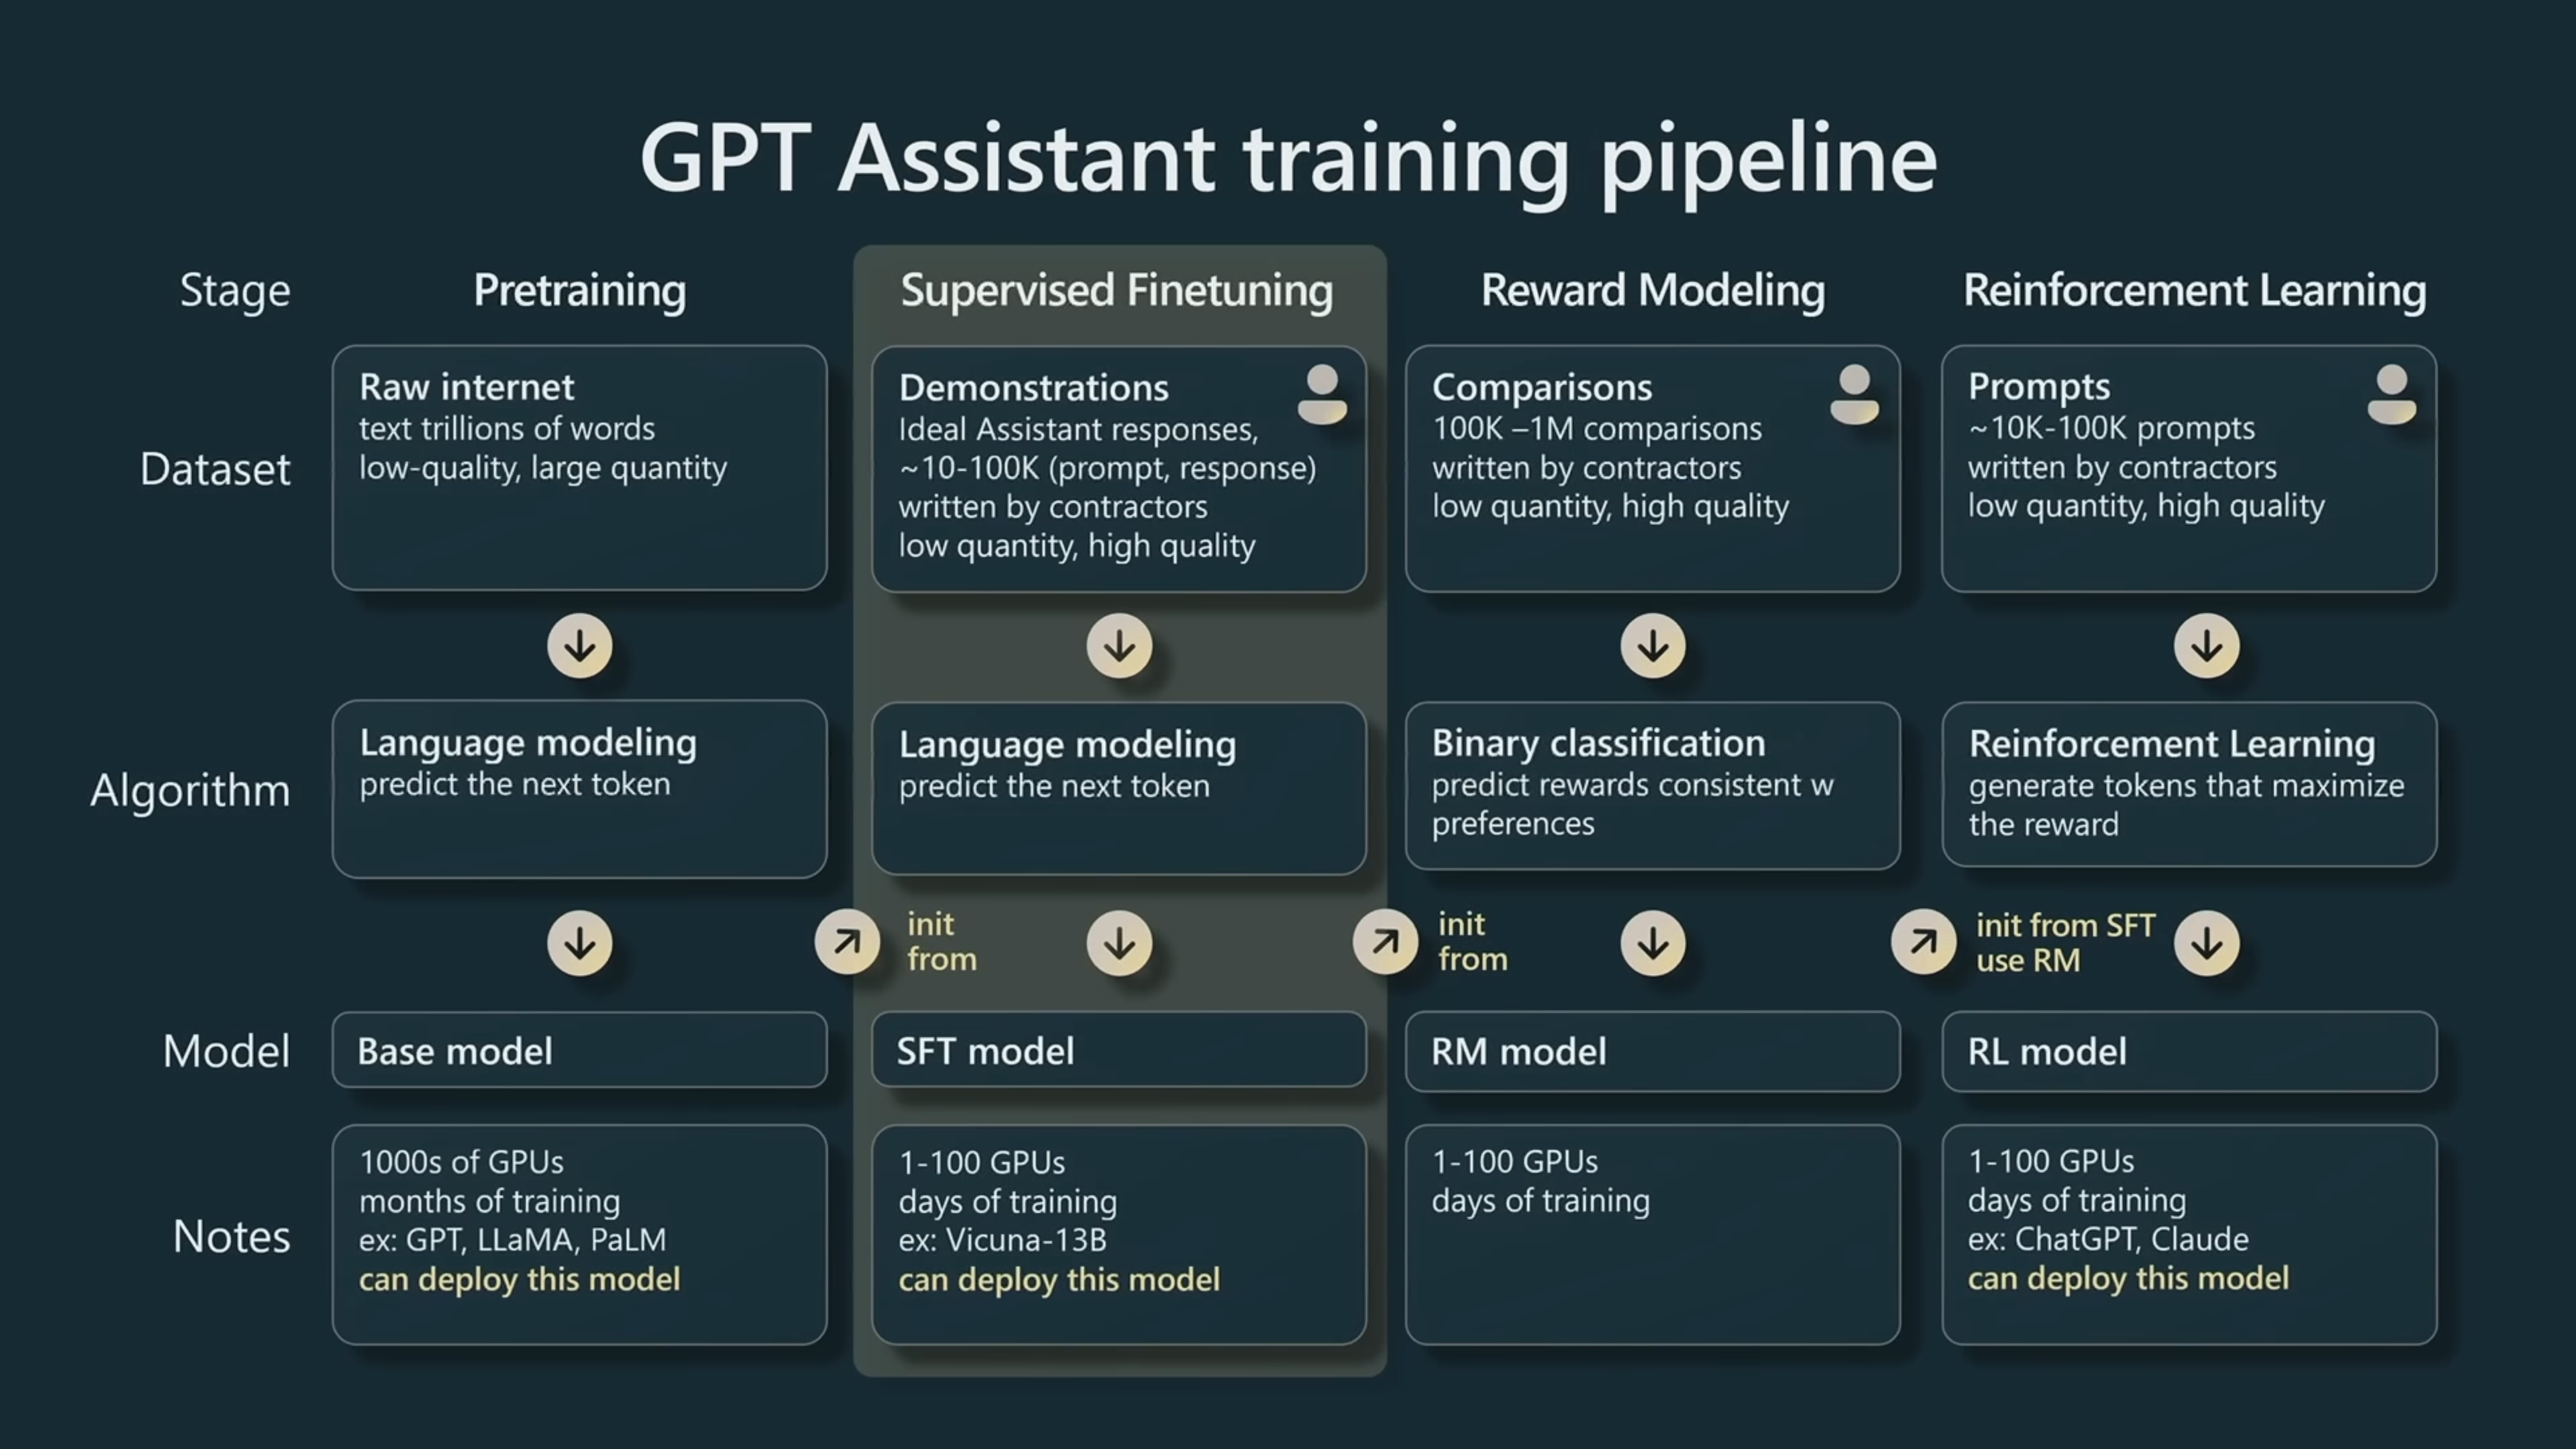 GPT Assistant training pipeline
Stage
Pretraining
Supervised Finetuning
Reward Modeling
Reinforcement Learning
Dataset
Raw internet
text trillions of words
low-quality, large quantity
Demonstrations
Ideal Assistant responses,
~10-100K (prompt, response)
written by contractors
low quantity, high quality
Comparisons
100K –1M comparisons
written by contractors
low quantity, high quality
Prompts
~10K-100K prompts
written by contractors
low quantity, high quality
Algorithm
Language modeling
predict the next token
Language modeling
predict the next token
Binary classification
predict rewards consistent w
preferences
Reinforcement Learning
generate tokens that maximize
the reward
init
from
init
from
init from SFT
use RM
Model
Base model
SFT model
RM model
RL model
Notes
1000s of GPUs
months of training
ex: GPT, LLaMA, PaLM
can deploy this model
1-100 GPUs
days of training
ex: Vicuna-13B
can deploy this model
1-100 GPUs
days of training
1-100 GPUs
days of training
ex: ChatGPT, Claude
can deploy this model